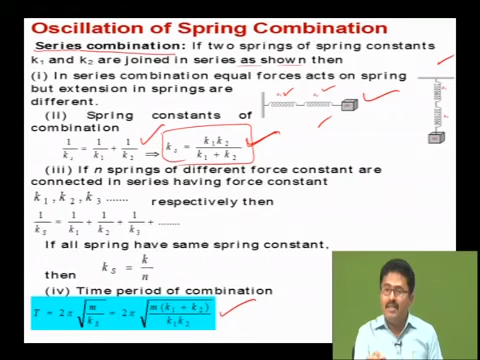 Oscillation of Spring Combination
Series combination: If two springs of spring constants
k₁ and k₂ are joined in series as shown then
(i) In series combination equal forces acts on spring
but extension in springs are
different.
(ii) Spring constants of
combination
1/kₛ = 1/k₁ + 1/k₂ ⇒ kₛ = k₁k₂/(k₁ + k₂)
(iii) If n springs of different force constant are
connected in series having force constant
k₁, k₂, k₃ ....... respectively then
1/kS = 1/k₁ + 1/k₂ + 1/k₃ + ........
If all spring have same spring constant,
then kS = k/n
(iv) Time period of combination
T = 2π √(m/kS) = 2π √(m(k₁ + k₂)/k₁k₂)